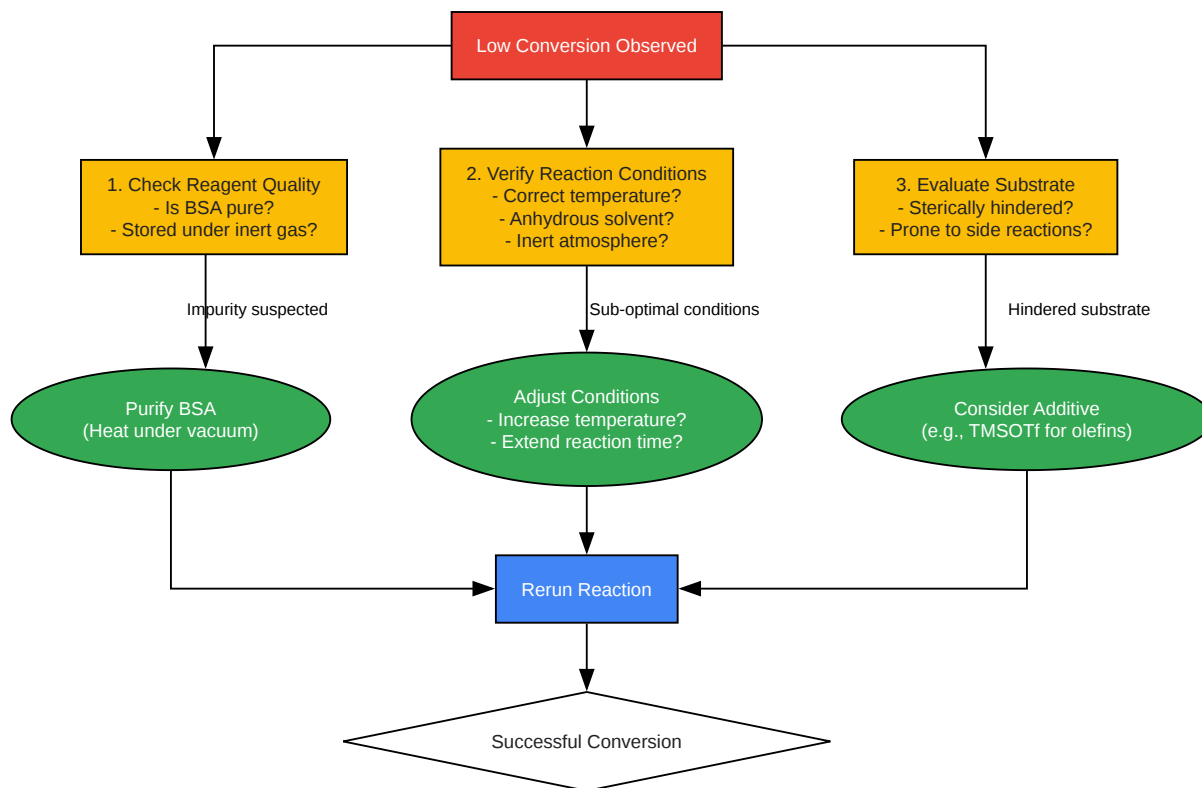 Low Conversion Observed
1. Check Reagent Quality
- Is BSA pure?
- Stored under inert gas?
2. Verify Reaction Conditions
- Correct temperature?
- Anhydrous solvent?
- Inert atmosphere?
3. Evaluate Substrate
- Sterically hindered?
- Prone to side reactions?
Impurity suspected
Sub-optimal conditions
Hindered substrate
Purify BSA
(Heat under vacuum)
Adjust Conditions
- Increase temperature?
- Extend reaction time?
Consider Additive
(e.g., TMSOTf for olefins)
Rerun Reaction
Successful Conversion